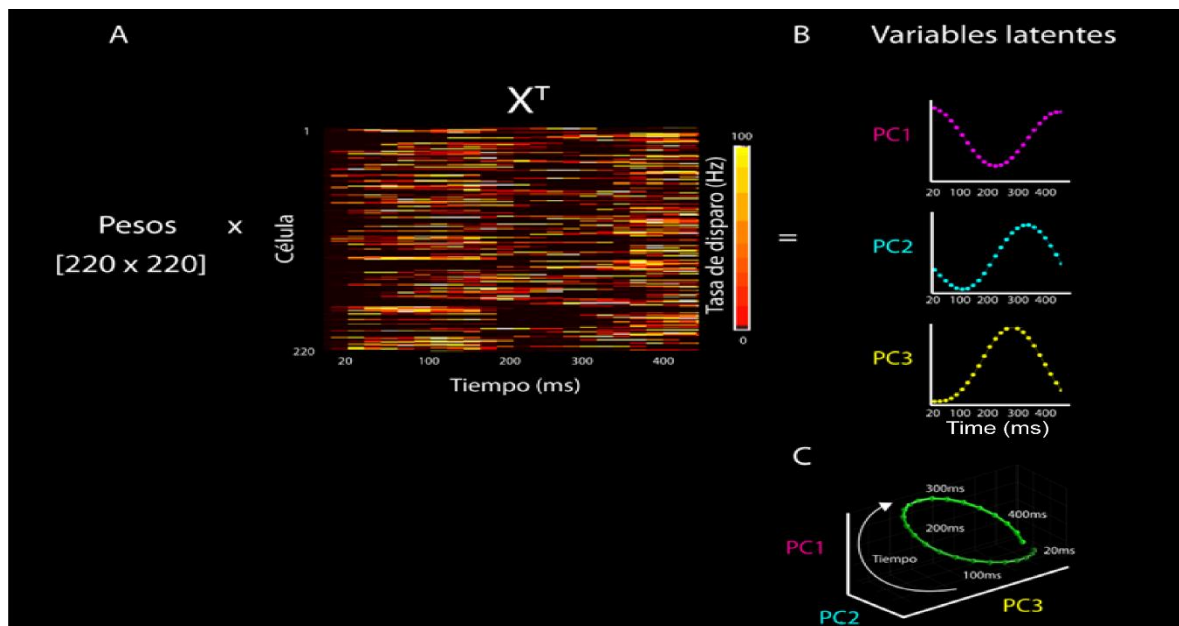 A
X^T
1
Célula
220
Pesos
[220 x 220]
x
20 100 200 300 400
Tiempo (ms)
100
Tasa de disparo (Hz)
0
=
B
Variables latentes
PC1
20 100 200 300 400
PC2
20 100 200 300 400
PC3
20 100 200 300 400
Time (ms)
C
300ms
400ms
200ms
20ms
100ms
Tiempo
PC1
PC2
PC3